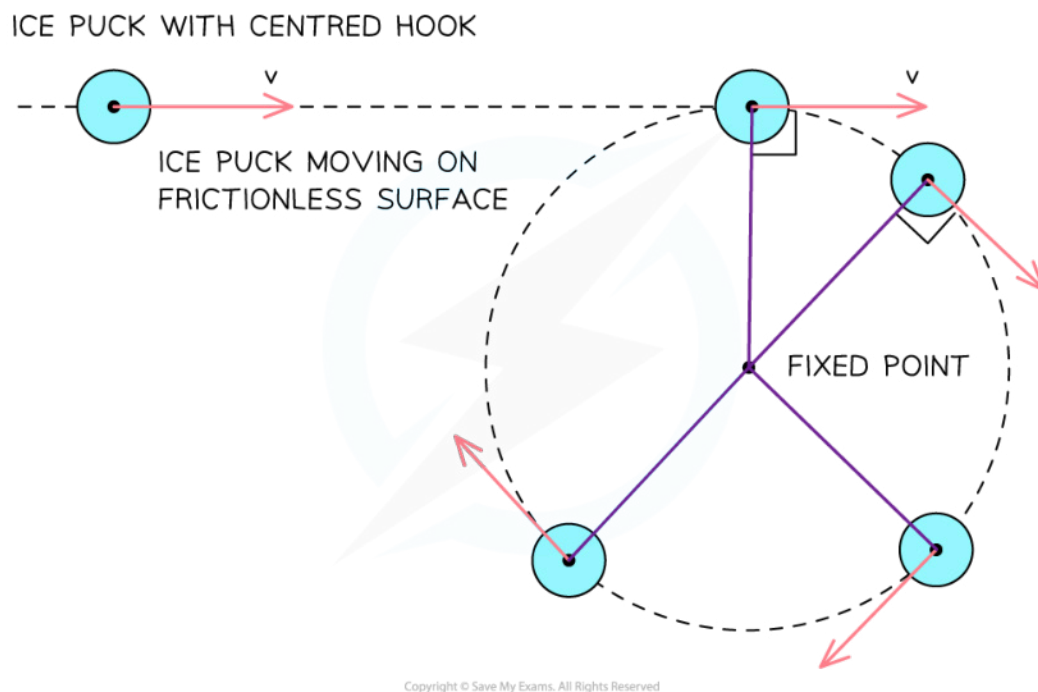 ICE PUCK WITH CENTRED HOOK
v
v
ICE PUCK MOVING ON
FRICTIONLESS SURFACE
FIXED POINT
Copyright © Save My Exams. All Rights Reserved